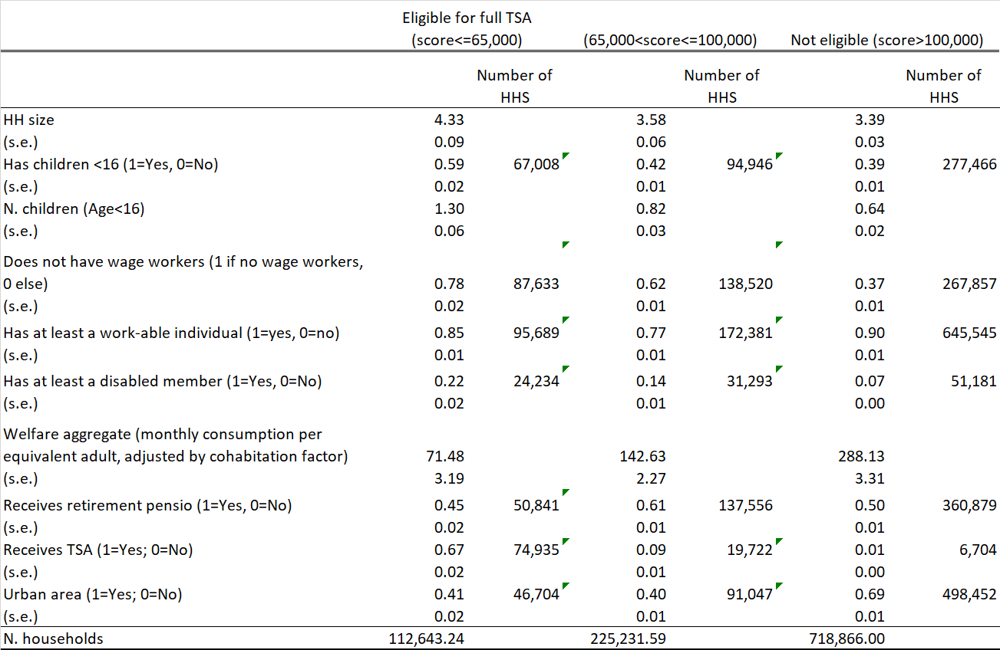 Eligible for full TSA
(score<=65,000) (65,000<score<=100,000) Not eligible (score>100,000)
Number of Number of Number of
HHS HHS HHS
HH size 4.33 3.58 3.39
(s.e.) 0.09 0.06 0.03
Has children <16 (1=Yes, 0=No) 0.59 67,008 0.42 94,946 0.39 277,466
(s.e.) 0.02 0.01 0.01
N. children (Age<16) 1.30 0.82 0.64
(s.e.) 0.06 0.03 0.02
Does not have wage workers (1 if no wage workers,
0 else) 0.78 87,633 0.62 138,520 0.37 267,857
(s.e.) 0.02 0.01 0.01
Has at least a work-able individual (1=yes, 0=no) 0.85 95,689 0.77 172,381 0.90 645,545
(s.e.) 0.01 0.01 0.01
Has at least a disabled member (1=Yes, 0=No) 0.22 24,234 0.14 31,293 0.07 51,181
(s.e.) 0.02 0.01 0.00
Welfare aggregate (monthly consumption per
equivalent adult, adjusted by cohabitation factor) 71.48 142.63 288.13
(s.e.) 3.19 2.27 3.31
Receives retirement pensio (1=Yes, 0=No) 0.45 50,841 0.61 137,556 0.50 360,879
(s.e.) 0.02 0.01 0.01
Receives TSA (1=Yes; 0=No) 0.67 74,935 0.09 19,722 0.01 6,704
(s.e.) 0.02 0.01 0.00
Urban area (1=Yes; 0=No) 0.41 46,704 0.40 91,047 0.69 498,452
(s.e.) 0.02 0.01 0.01
N. households 112,643.24 225,231.59 718,866.00